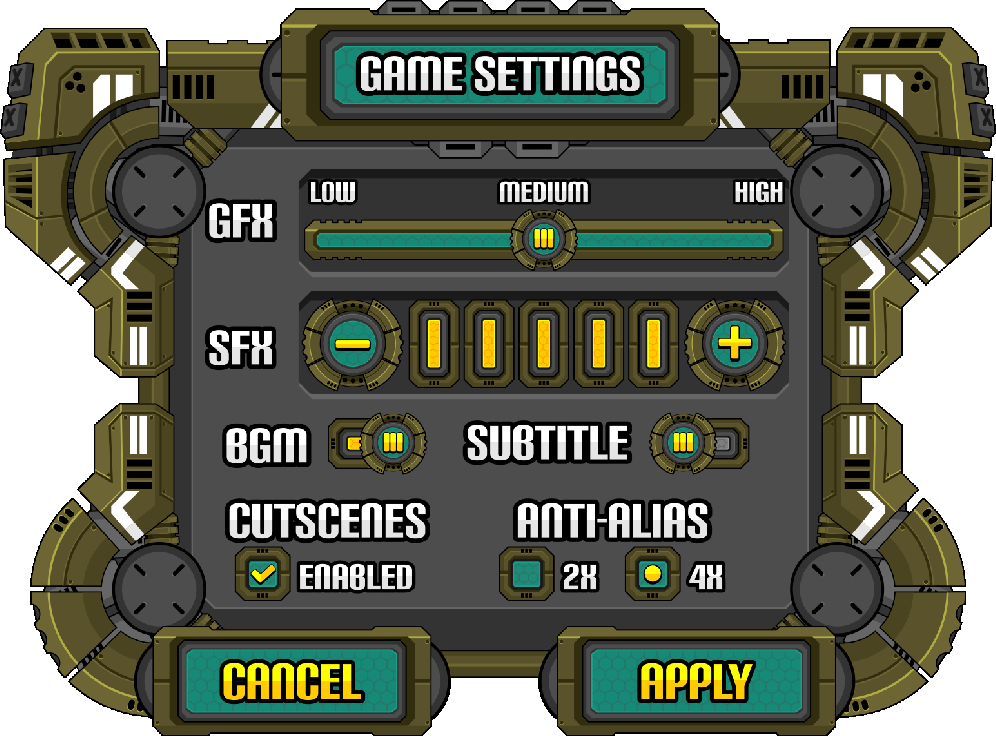 GAME SETTINGS
LOW MEDIUM HIGH
GFX
SFX
BGM SUBTITLE
CUTSCENES ANTI-ALIAS
ENABLED 2X 4X
CANCEL APPLY